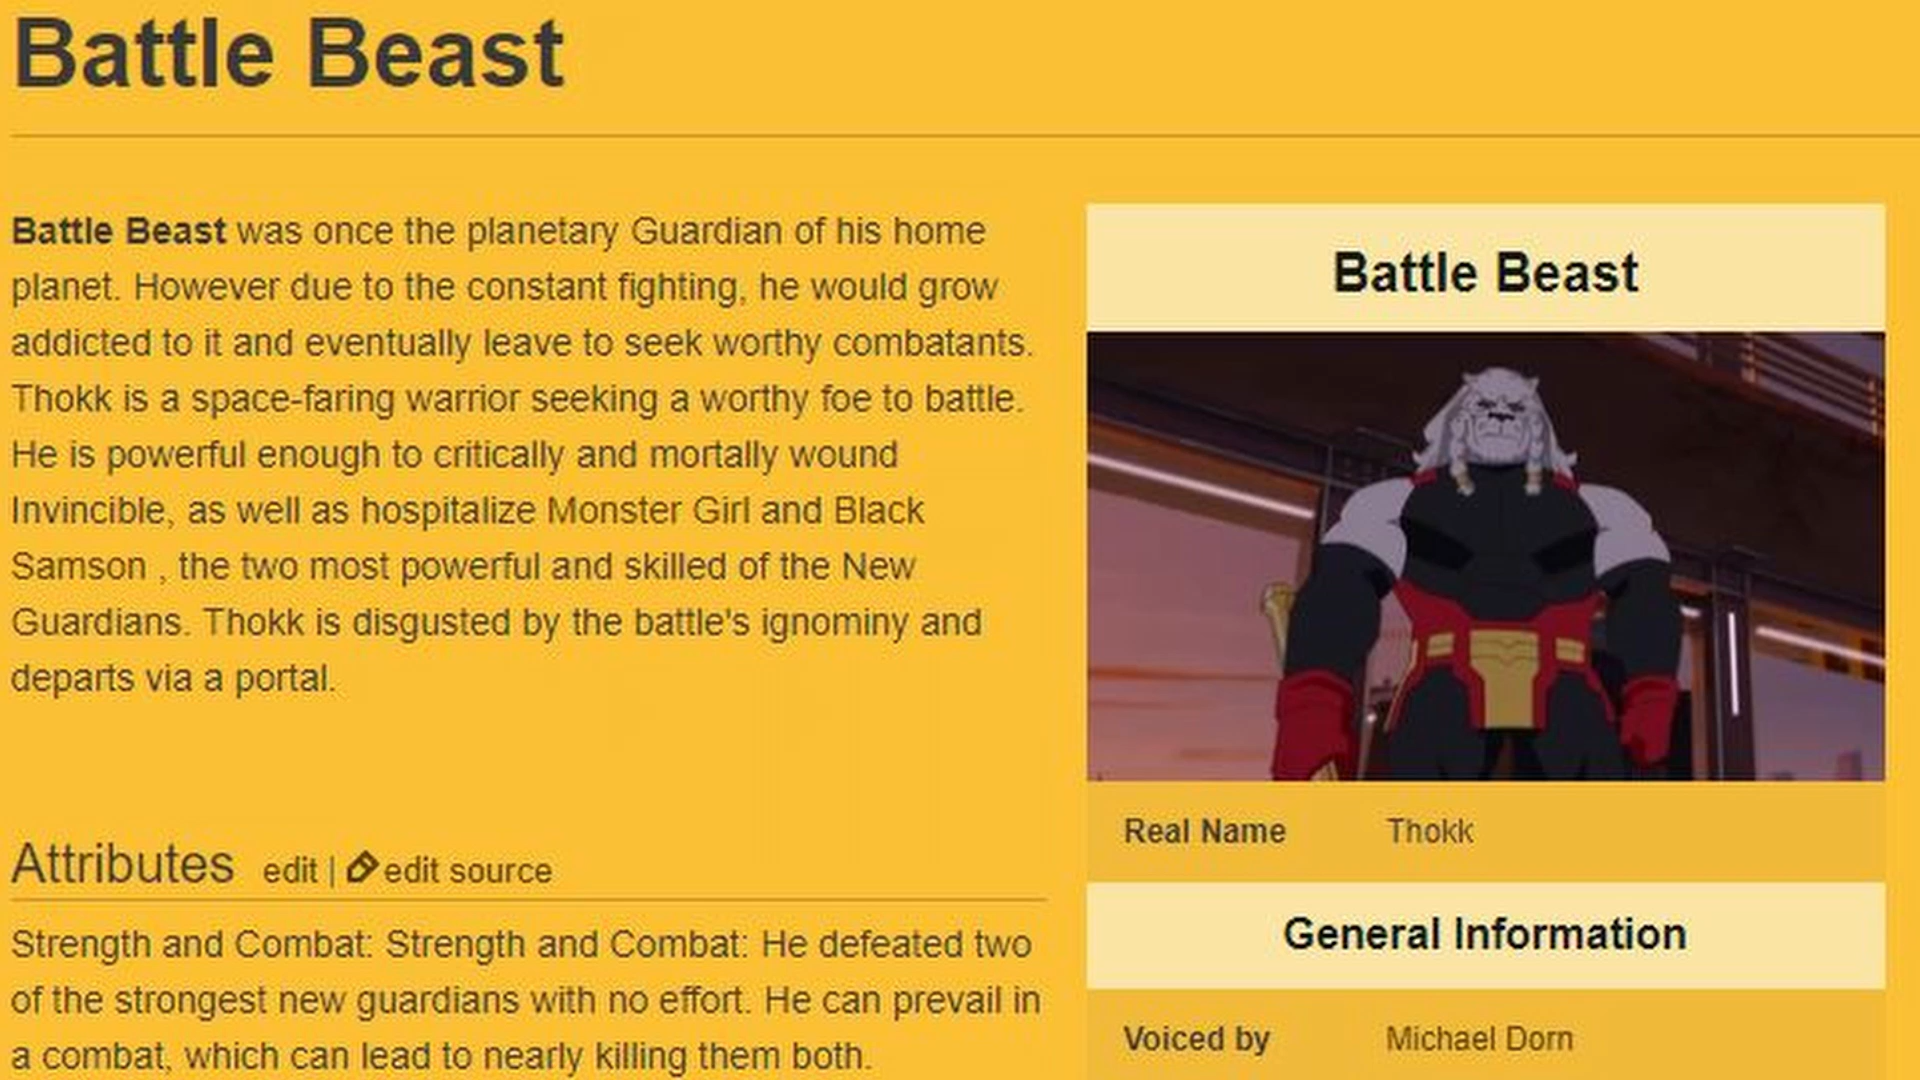 Battle Beast
Battle Beast was once the planetary Guardian of his home
planet. However due to the constant fighting, he would grow
addicted to it and eventually leave to seek worthy combatants.
Thokk is a space-faring warrior seeking a worthy foe to battle.
He is powerful enough to critically and mortally wound
Invincible, as well as hospitalize Monster Girl and Black
Samson , the two most powerful and skilled of the New
Guardians. Thokk is disgusted by the battle's ignominy and
departs via a portal.
Attributes edit | edit source
Strength and Combat: Strength and Combat: He defeated two
of the strongest new guardians with no effort. He can prevail in
a combat, which can lead to nearly killing them both.
Battle Beast
Real Name Thokk
General Information
Voiced by Michael Dorn